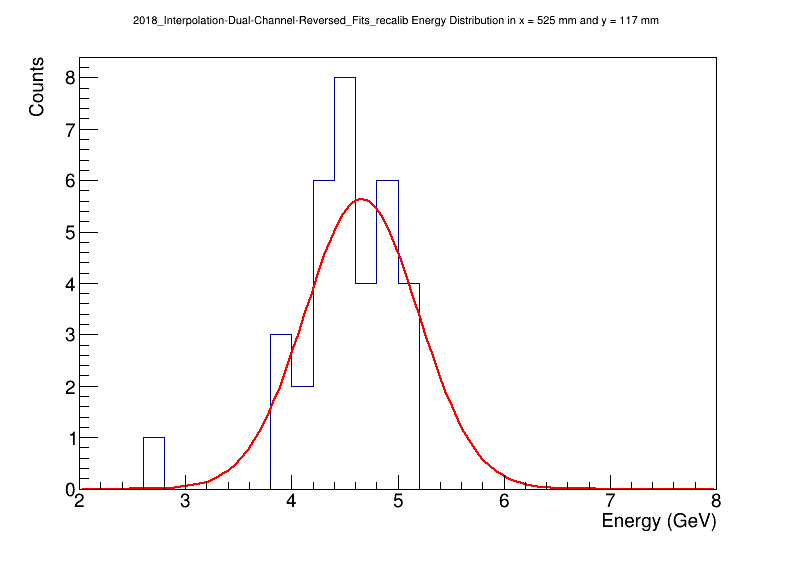 2018_Interpolation-Dual-Channel-Reversed_Fits_recalib Energy Distribution in x = 525 mm and y = 117 mm
Counts
8
7
6
5
4
3
2
1
0
2 3 4 5 6 7 8
Energy (GeV)